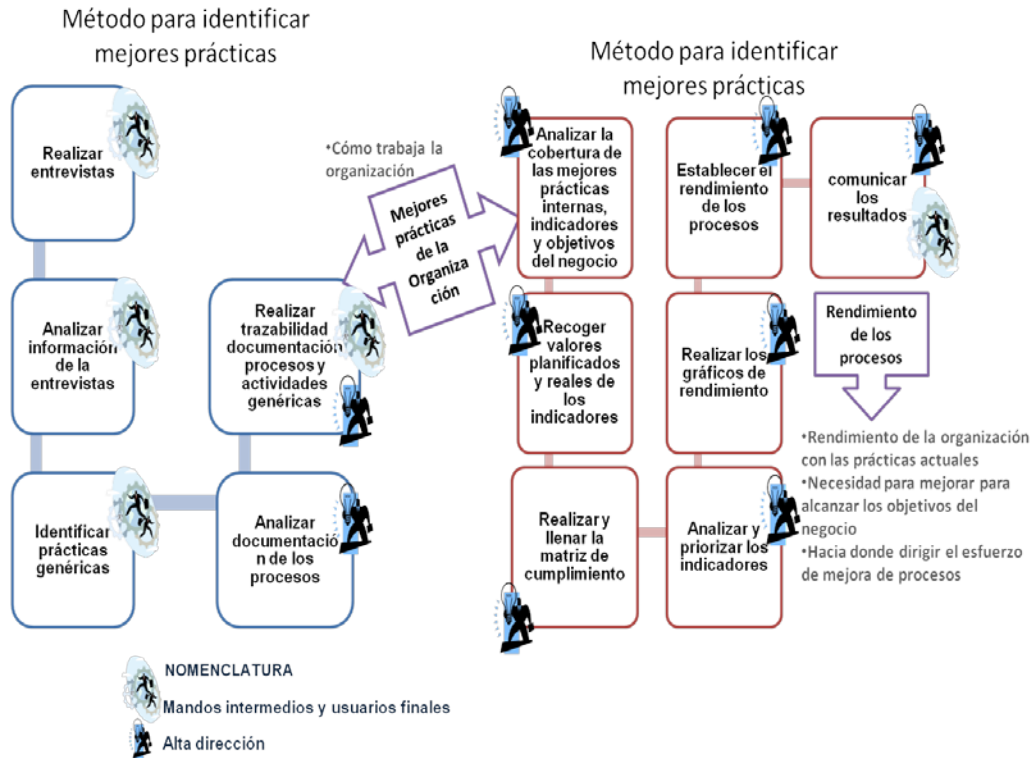 Método para identificar
mejores prácticas
Realizar
entrevistas
Analizar
información de
la entrevistas
Identificar
prácticas
genéricas
Analizar
documentació
n de los
procesos
Realizar
trazabilidad
documentación
procesos y
actividades
genéricas
•Cómo trabaja la
organización
Mejores
prácticas
de la
Organiza
ción
Método para identificar
mejores prácticas
Analizar la
cobertura de
las mejores
prácticas
internas,
indicadores
y objetivos
del negocio
Recoger
valores
planificados
y reales de
los
indicadores
Realizar y
llenar la
matriz de
cumplimiento
Analizar y
priorizar los
indicadores
Realizar los
gráficos de
rendimiento
Establecer el
rendimiento
de los
procesos
comunicar
los
resultados
Rendimiento
de los
procesos
•Rendimiento de la organización
con las prácticas actuales
•Necesidad para mejorar para
alcanzar los objetivos del
negocio
•Hacia donde dirigir el esfuerzo
de mejora de procesos
NOMENCLATURA
Mandos intermedios y usuarios finales
Alta dirección